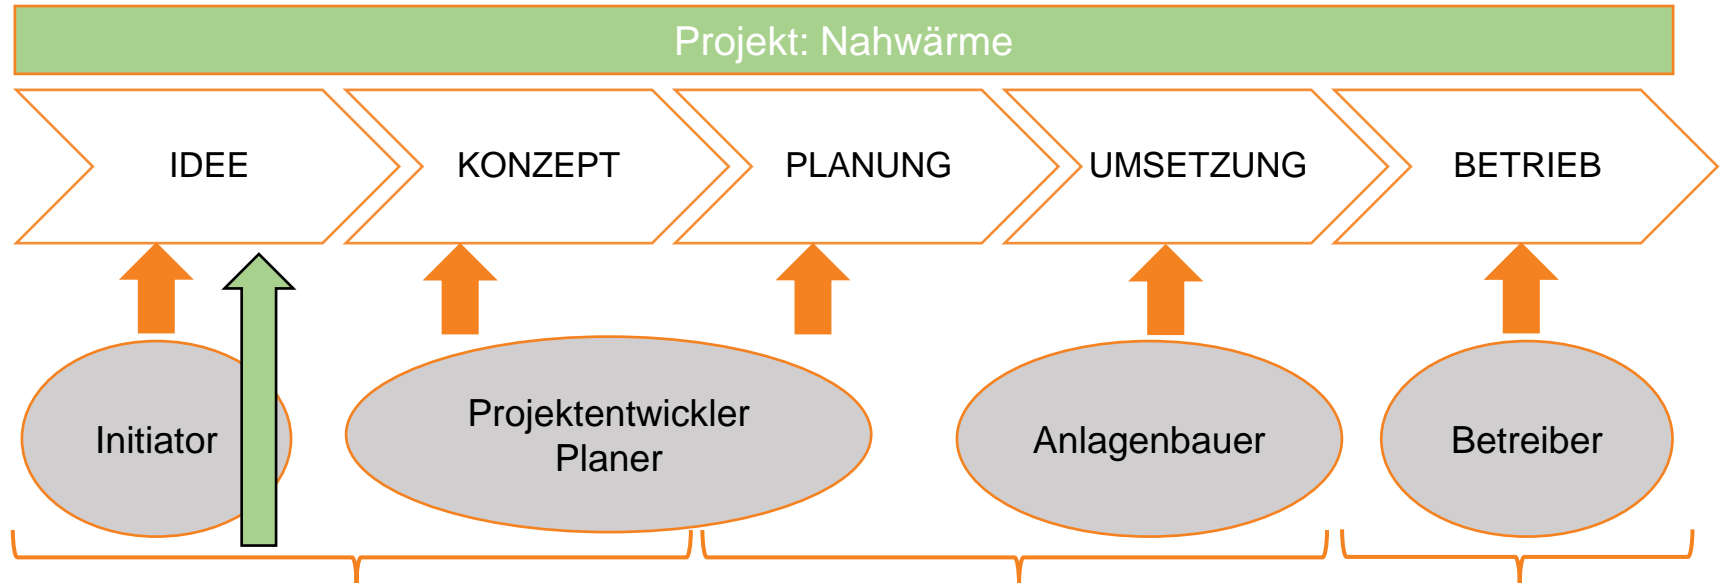 Projekt: Nahwärme
IDEE
KONZEPT
PLANUNG
UMSETZUNG
BETRIEB
Initiator
Projektentwickler
Planer
Anlagenbauer
Betreiber